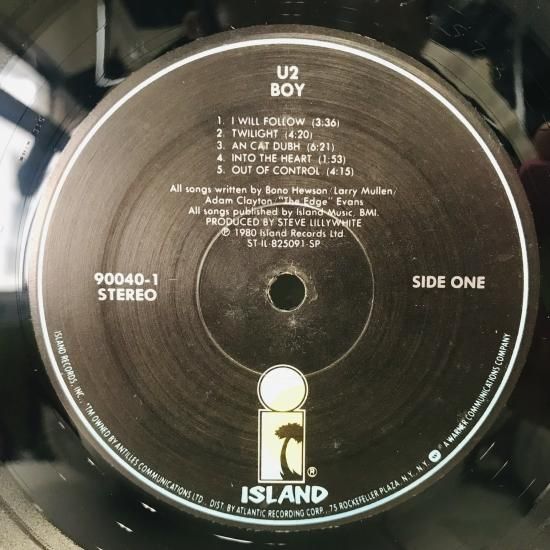 U2
BOY
1. I WILL FOLLOW (3:36)
2. TWILIGHT (4:20)
3. AN CAT DUBH (6:21)
4. INTO THE HEART (1:53)
5. OUT OF CONTROL (4:15)
All songs written by Bono Hewson/Larry Mullen/
Adam Clayton/"The Edge" Evans
All songs published by Island Music, BMI.
PRODUCED BY STEVE LILLYWHITE
℗ 1980 Island Records Ltd.
ST-IL-825091-SP
90040-1
STEREO
SIDE ONE
®
ISLAND
ISLAND RECORDS, INC., *TM OWNED BY ANTILLES COMMUNICATIONS LTD., DIST. BY ATLANTIC RECORDING CORP., 75 ROCKEFELLER PLAZA, N.Y., N.Y. A WARNER COMMUNICATIONS COMPANY